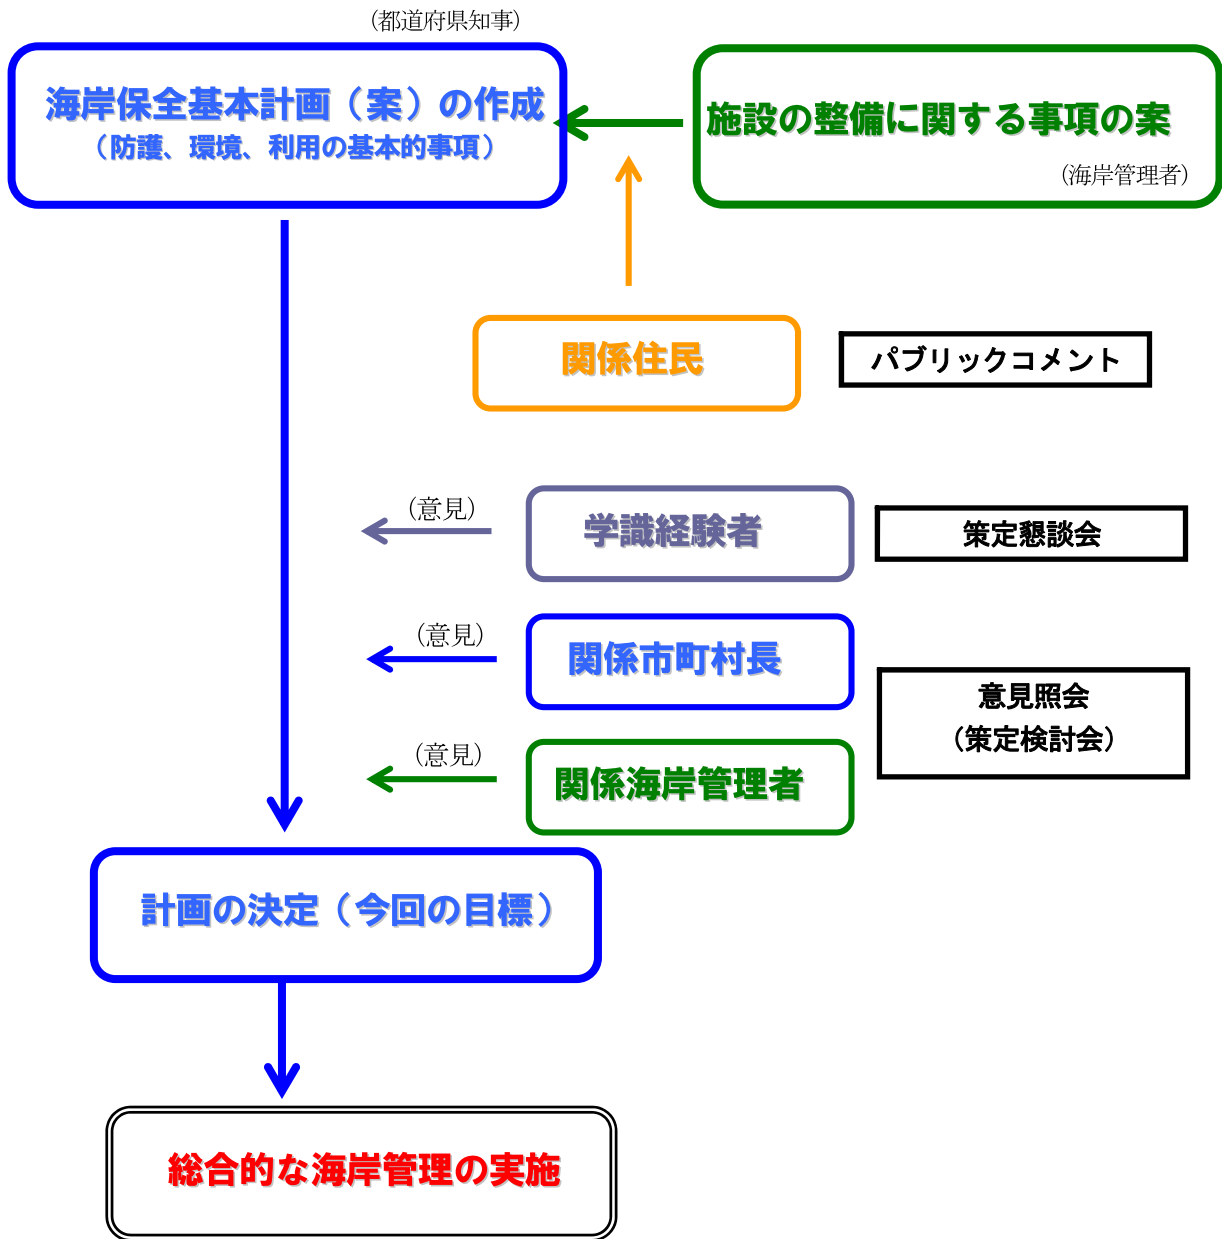 （都道府県知事）
海岸保全基本計画（案）の作成
（防護、環境、利用の基本的事項）
施設の整備に関する事項の案
（海岸管理者）
関係住民
パブリックコメント
（意見）
学識経験者
策定懇談会
（意見）
関係市町村長
意見照会
（策定検討会）
（意見）
関係海岸管理者
計画の決定（今回の目標）
総合的な海岸管理の実施